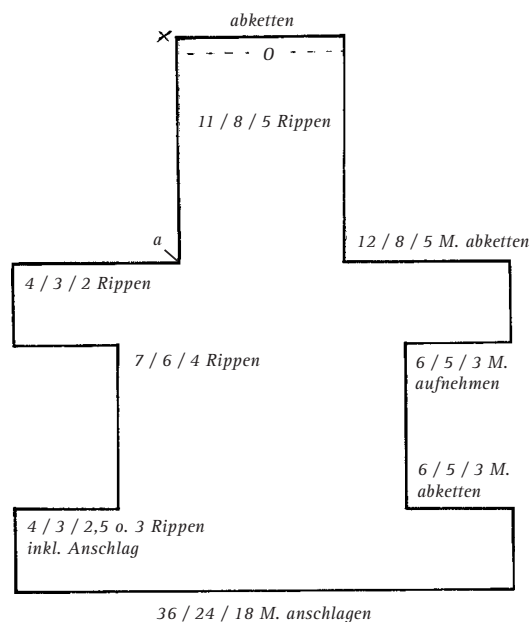 abketten
O
11 / 8 / 5 Rippen
a
12 / 8 / 5 M. abketten
4 / 3 / 2 Rippen
7 / 6 / 4 Rippen
6 / 5 / 3 M.
aufnehmen
6 / 5 / 3 M.
abketten
4 / 3 / 2,5 o. 3 Rippen
inkl. Anschlag
36 / 24 / 18 M. anschlagen